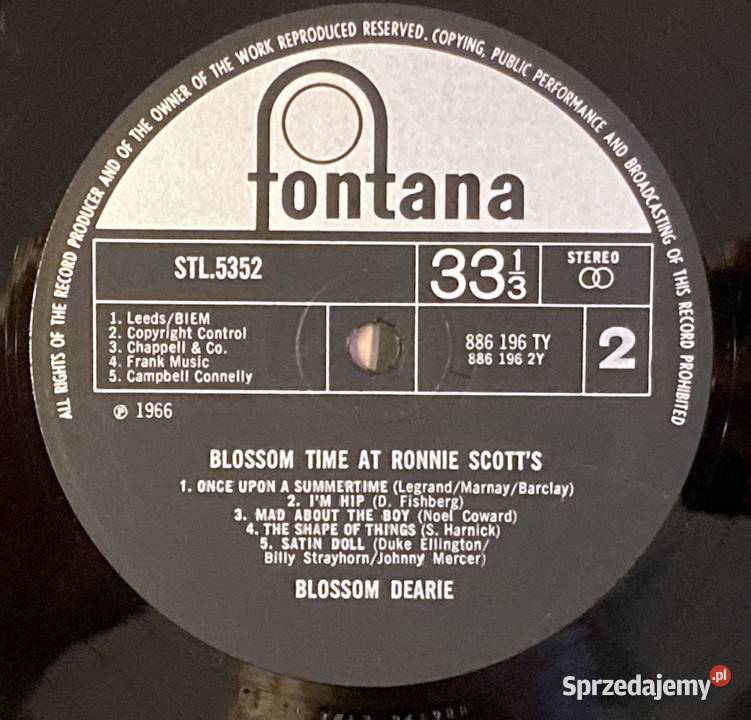 ALL RIGHTS OF THE RECORD PRODUCER AND OF THE OWNER OF THE WORK REPRODUCED RESERVED. COPYING, PUBLIC PERFORMANCE AND BROADCASTING OF THIS RECORD PROHIBITED
fontana
STL.5352
33 1/3
STEREO
1. Leeds/BIEM
2. Copyright Control
3. Chappell & Co.
4. Frank Music
5. Campbell Connelly
886 196 TY
886 196 2Y
2
℗ 1966
BLOSSOM TIME AT RONNIE SCOTT'S
1. ONCE UPON A SUMMERTIME (Legrand/Marnay/Barclay)
2. I'M HIP (D. Fishberg)
3. MAD ABOUT THE BOY (Noel Coward)
4. THE SHAPE OF THINGS (S. Harnick)
5. SATIN DOLL (Duke Ellington/
Billy Strayhorn/Johnny Mercer)
BLOSSOM DEARIE
Sprzedajemy.pl